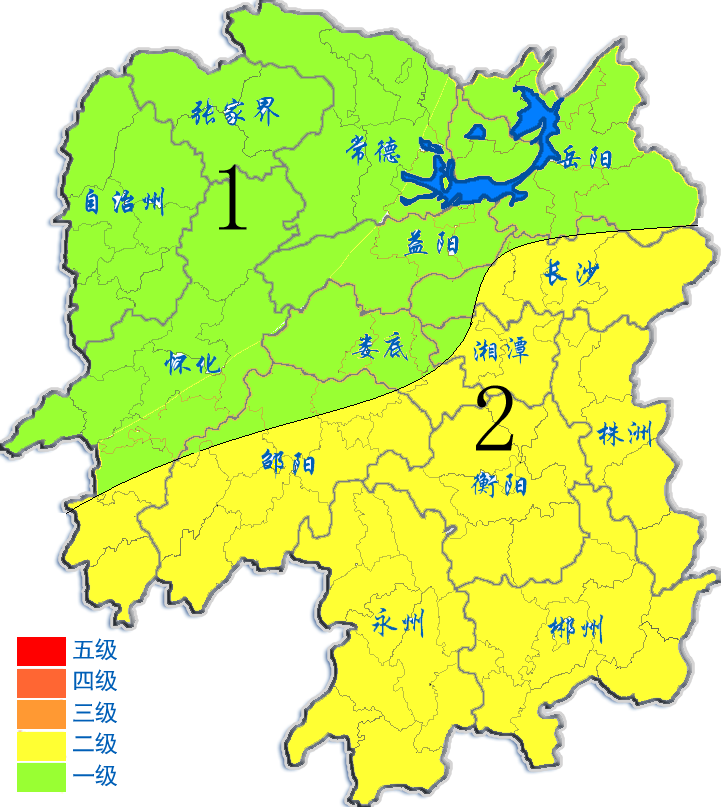 张家界
常德
岳阳
自治州
1
益阳
长沙
怀化
娄底
湘潭
2
株洲
邵阳
衡阳
永州
郴州
五级
四级
三级
二级
一级